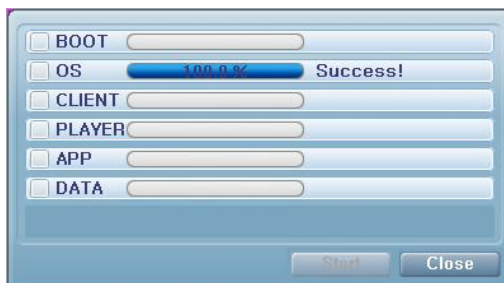 BOOT
OS 100.0 % Success!
CLIENT
PLAYER
APP
DATA
Start Close